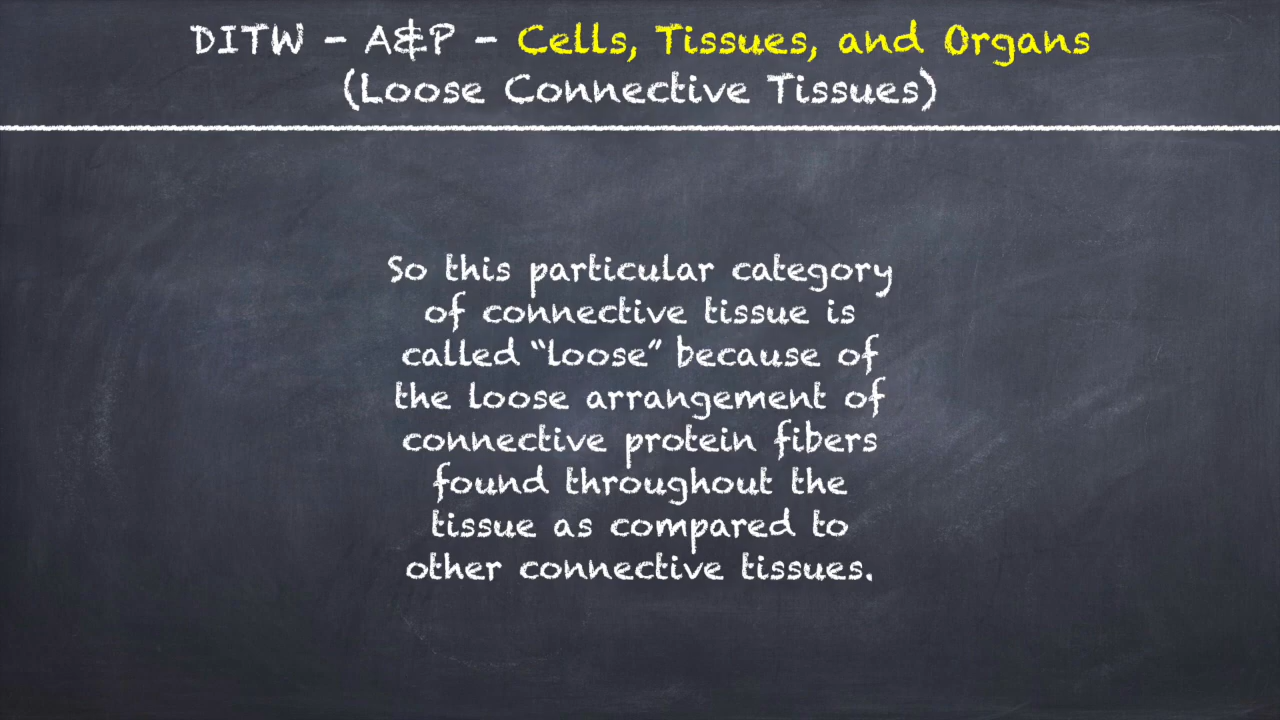 DITW - A&P - Cells, Tissues, and Organs
(Loose Connective Tissues)
So this particular category
of connective tissue is
called “loose” because of
the loose arrangement of
connective protein fibers
found throughout the
tissue as compared to
other connective tissues.